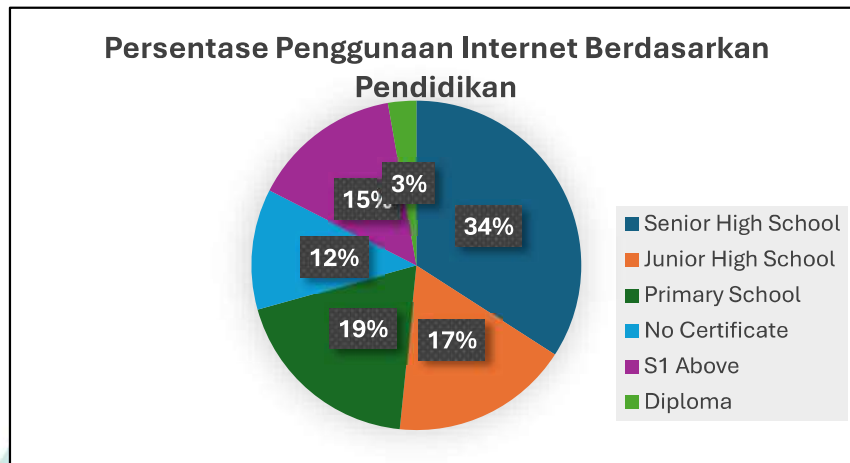 Persentase Penggunaan Internet Berdasarkan
Pendidikan
3%
15%
34%
12%
19%
17%
Senior High School
Junior High School
Primary School
No Certificate
S1 Above
Diploma